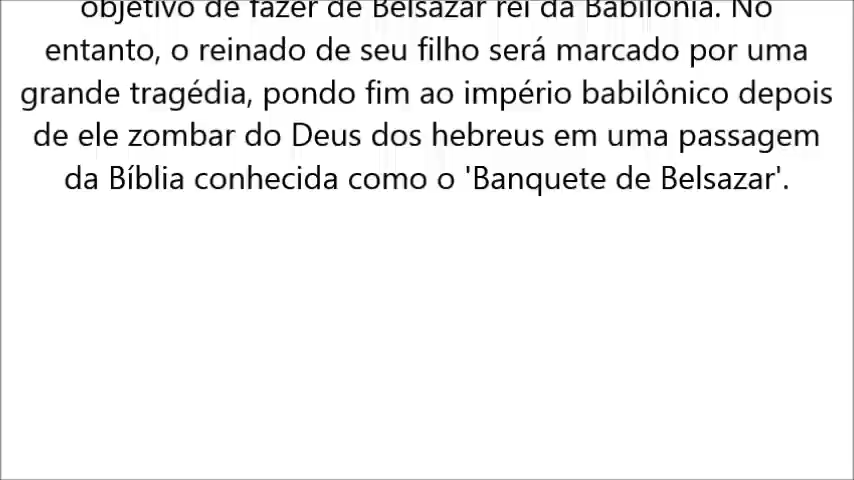 objetivo de fazer de Belsazar rei da Babilônia. No
entanto, o reinado de seu filho será marcado por uma
grande tragédia, pondo fim ao império babilônico depois
de ele zombar do Deus dos hebreus em uma passagem
da Bíblia conhecida como o 'Banquete de Belsazar'.